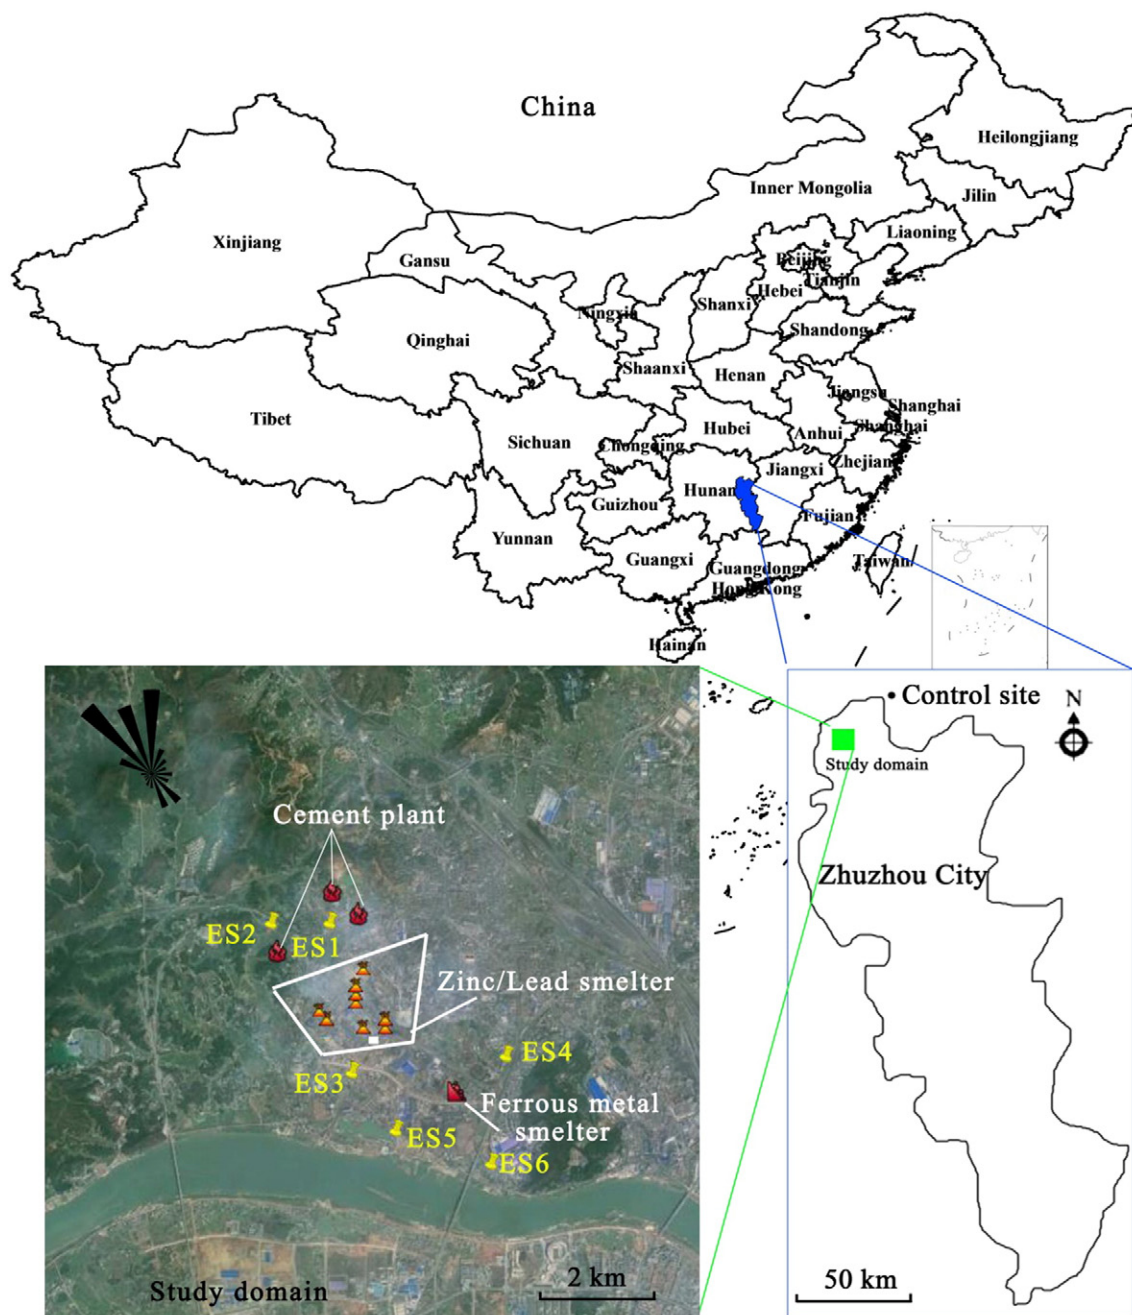 China
Heilongjiang
Inner Mongolia
Jilin
Liaoning
Xinjiang
Gansu
Beijing
Tianjin
Hebei
Shanxi
Ningxia
Shandong
Qinghai
Shaanxi
Henan
Jiangsu
Shanghai
Tibet
Hubei
Anhui
Shanghai
Sichuan
Chongqing
Zhejian
Jiangxi
Hunan
Guizhou
Fujian
Yunnan
Guangxi
Guangdong
Taiwan
Hong Kong
Hainan
Control site
N
Study domain
Zhuzhou City
50 km
Cement plant
ES2
ES1
Zinc/Lead smelter
ES4
ES3
Ferrous metal
smelter
ES5
ES6
2 km
Study domain